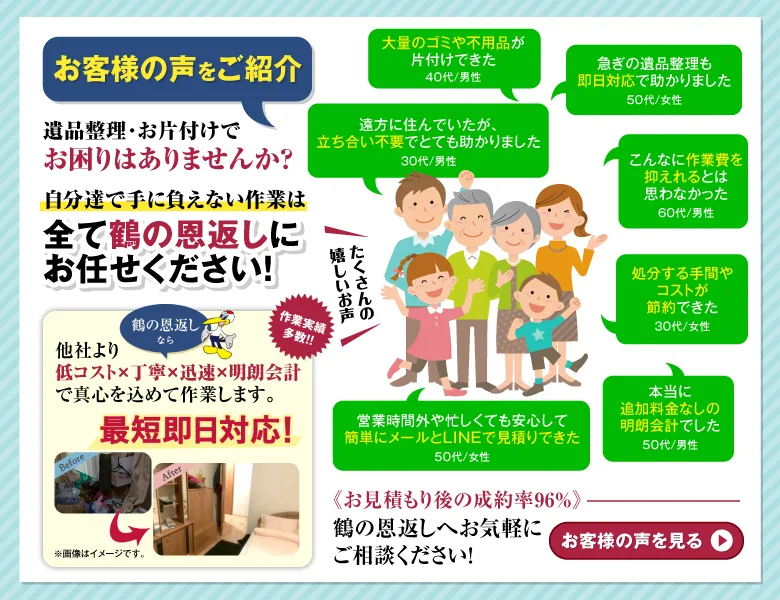 お客様の声をご紹介
遺品整理・お片付けで
お困りはありませんか?
自分達で手に負えない作業は
全て鶴の恩返しに
お任せください!
大量のゴミや不用品が
片付けできた
40代/男性
急ぎの遺品整理も
即日対応で助かりました
50代/女性
遠方に住んでいたが、
立ち合い不要でとても助かりました
30代/男性
こんなに作業費を
抑えれるとは
思わなかった
60代/男性
処分する手間や
コストが
節約できた
30代/女性
本当に
追加料金なしの
明朗会計でした
50代/男性
営業時間外や忙しくても安心して
簡単にメールとLINEで見積りできた
50代/女性
たくさんの
嬉しいお声
鶴の恩返し
なら
作業実績
多数!!
他社より
低コスト×丁寧×迅速×明朗会計
で真心を込めて作業します。
最短即日対応!
Before
After
※画像はイメージです。
《お見積もり後の成約率96%》
鶴の恩返しへお気軽に
ご相談ください!
お客様の声を見る